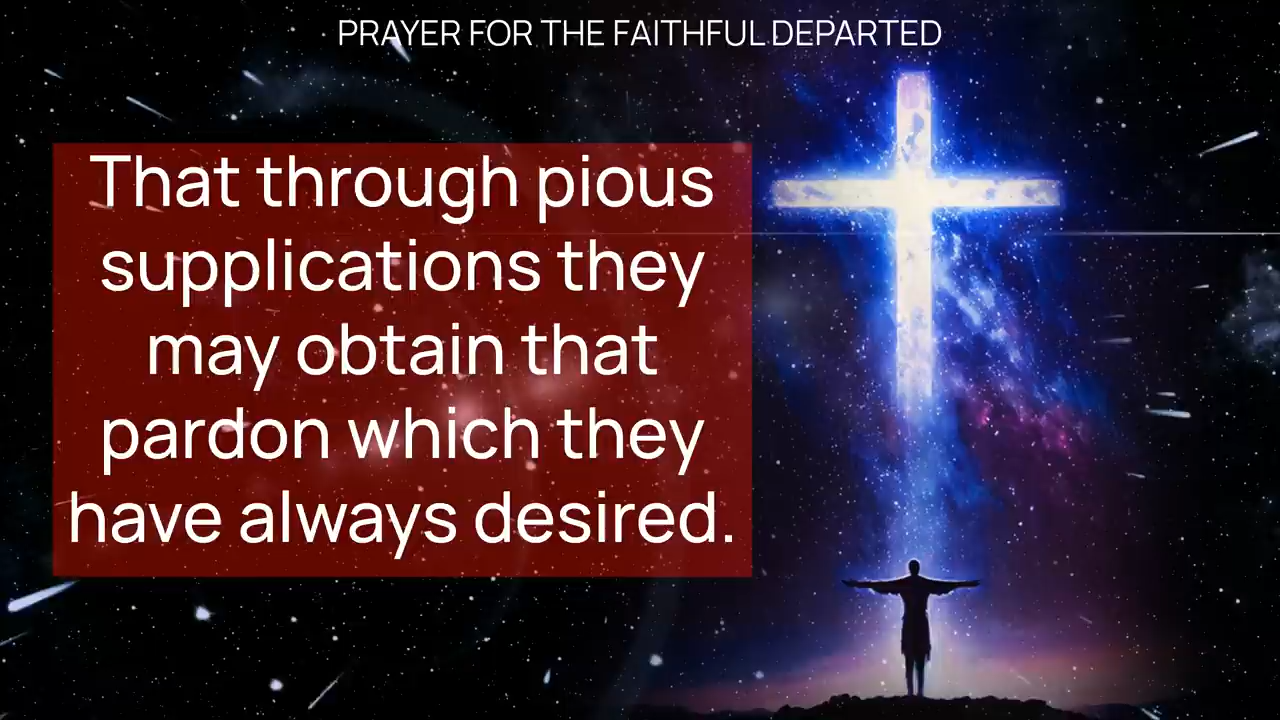 PRAYER FOR THE FAITHFUL DEPARTED
That through pious
supplications they
may obtain that
pardon which they
have always desired.